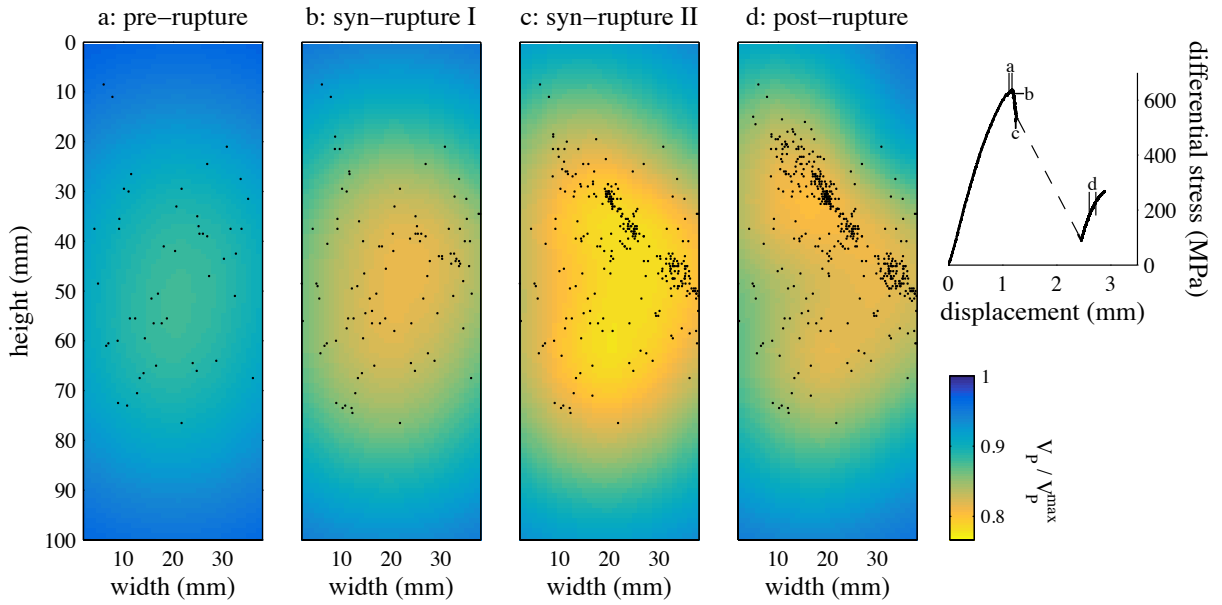 a: pre−rupture
b: syn−rupture I
c: syn−rupture II
d: post−rupture
0
10
20
30
40
50
60
70
80
90
100
height (mm)
10 20 30
width (mm)
10 20 30
width (mm)
10 20 30
width (mm)
10 20 30
width (mm)
a
b
c
d
600
400
200
0
differential stress (MPa)
0 1 2 3
displacement (mm)
1
0.9
0.8
V_P / V_P^max